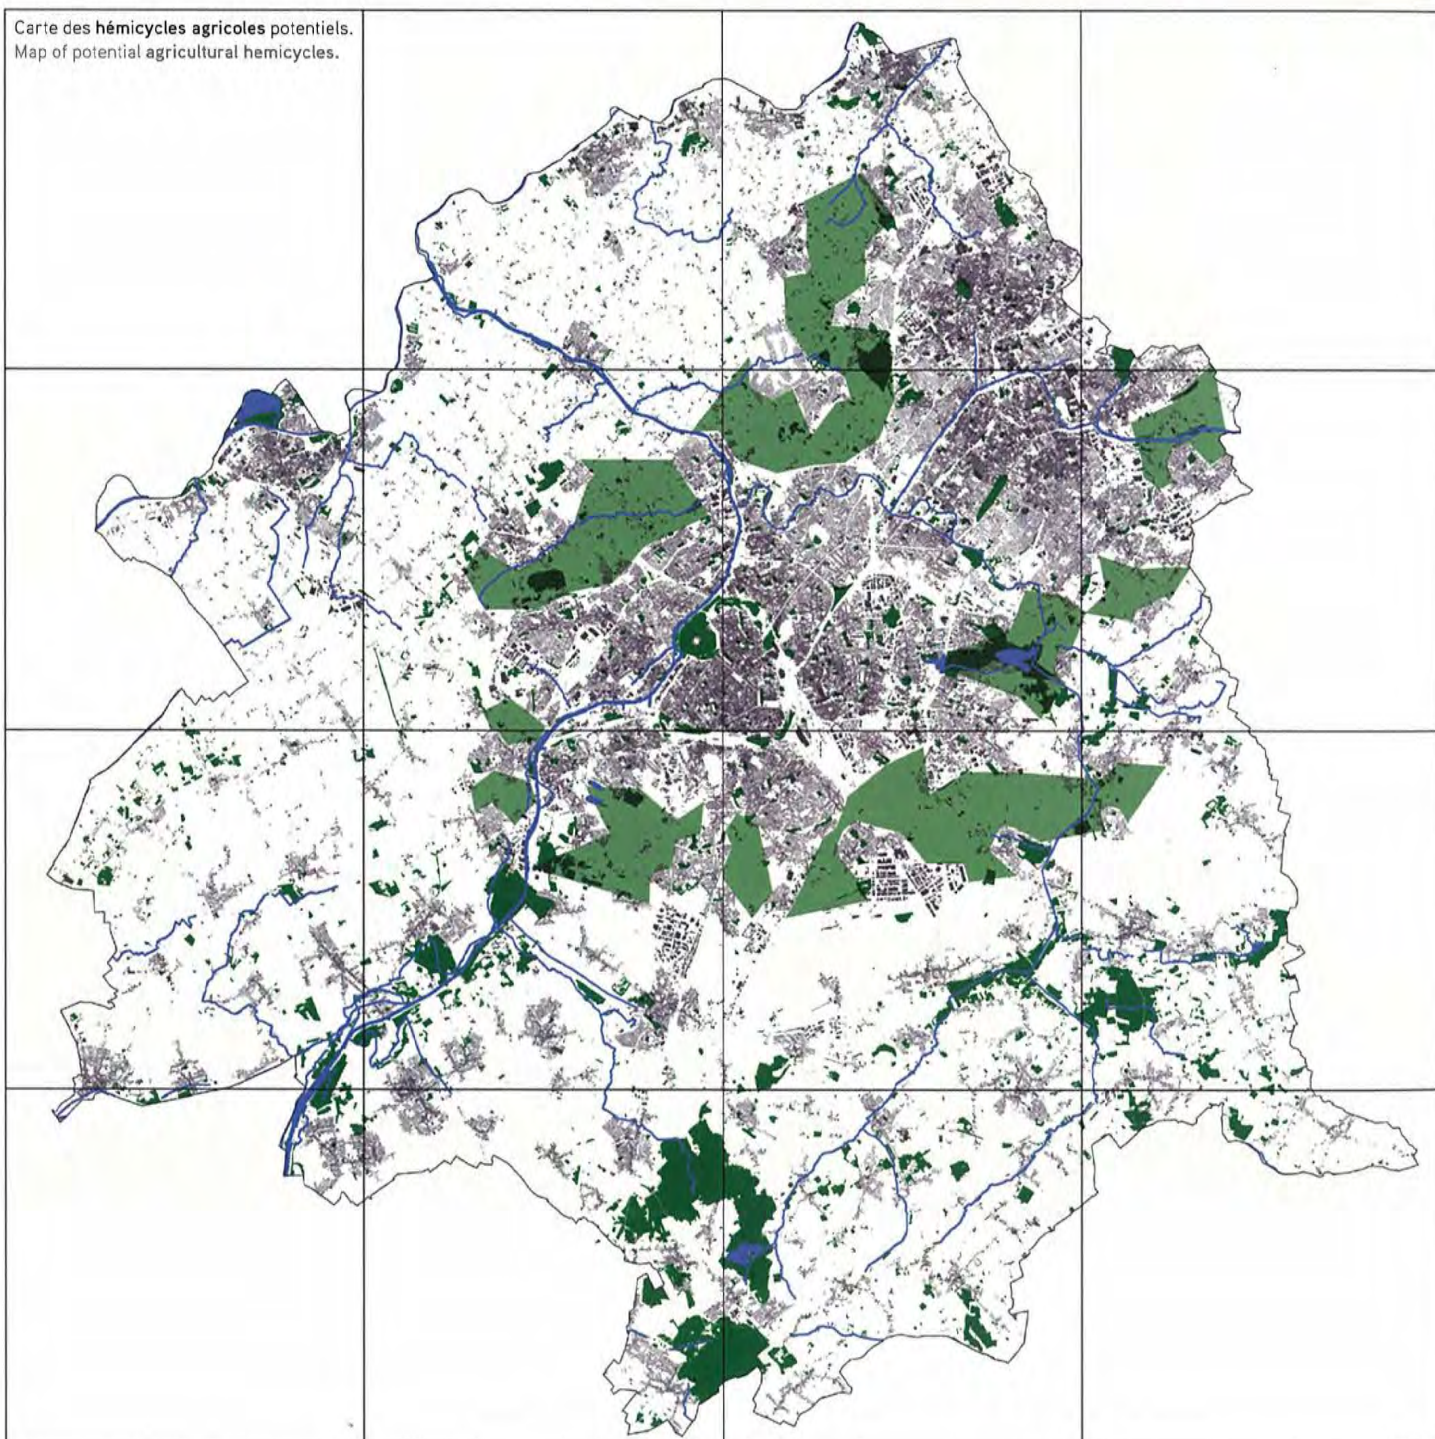 Carte des hémicycles agricoles potentiels.
Map of potential agricultural hemicycles.